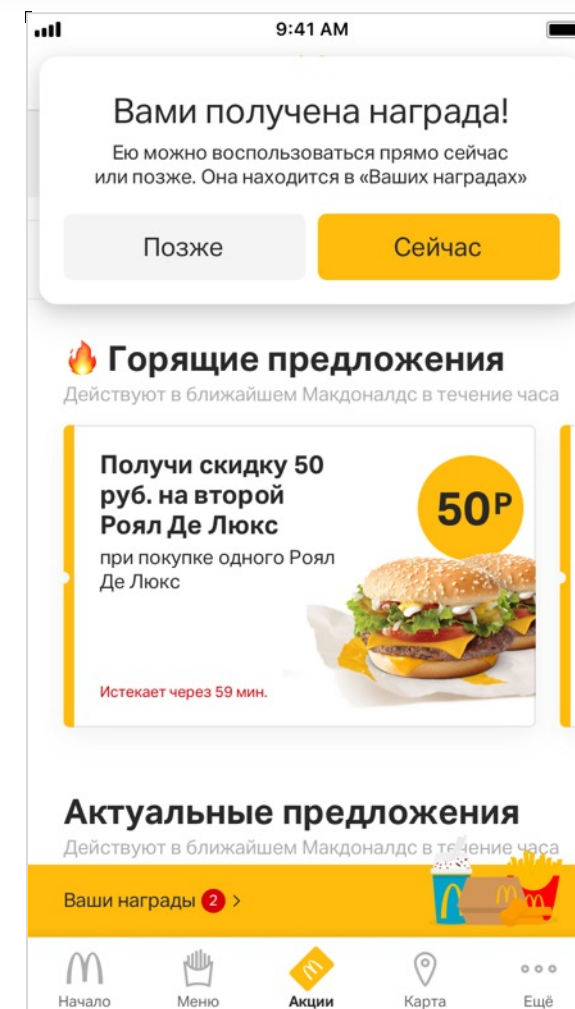 9:41 AM
Вами получена награда!
Ею можно воспользоваться прямо сейчас
или позже. Она находится в «Ваших наградах»
Позже
Сейчас
🔥 Горящие предложения
Действуют в ближайшем Макдоналдс в течение часа
Получи скидку 50
руб. на второй
Роял Де Люкс
50Р
при покупке одного Роял
Де Люкс
Истекает через 59 мин.
Актуальные предложения
Действуют в ближайшем Макдоналдс в течение часа
Ваши награды 2 >
Начало
Меню
Акции
Карта
Ещё